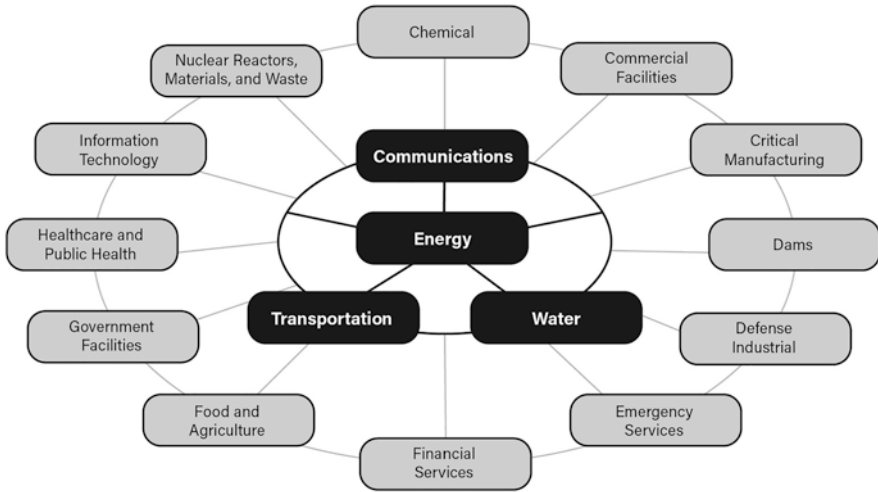 Chemical
Nuclear Reactors,
Materials, and Waste
Commercial
Facilities
Information
Technology
Communications
Critical
Manufacturing
Healthcare and
Public Health
Energy
Dams
Government
Facilities
Transportation
Water
Defense
Industrial
Food and
Agriculture
Emergency
Services
Financial
Services